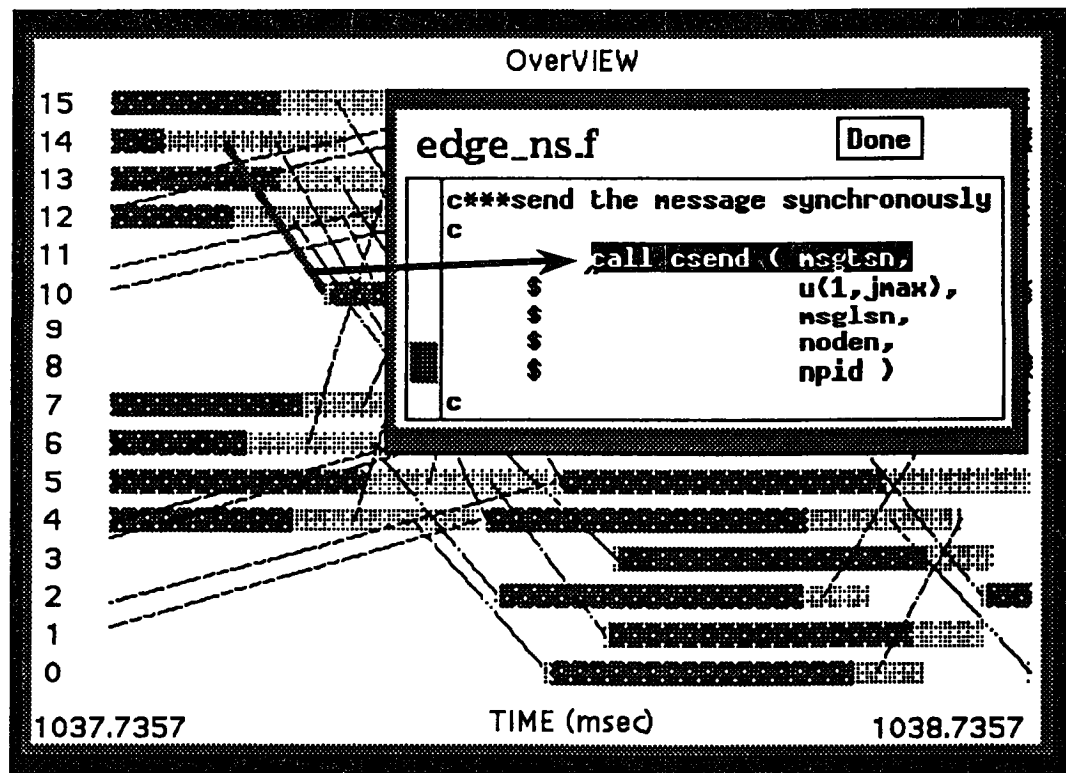 OverVIEW
15
14
13
12
11
10
9
8
7
6
5
4
3
2
1
0
edge_ns.f
Done
c***send the message synchronously
c
call csend ( msgtsn,
$ u(1,jmax),
$ msglsn,
$ noden,
$ npid )
c
1037.7357
TIME (msec)
1038.7357